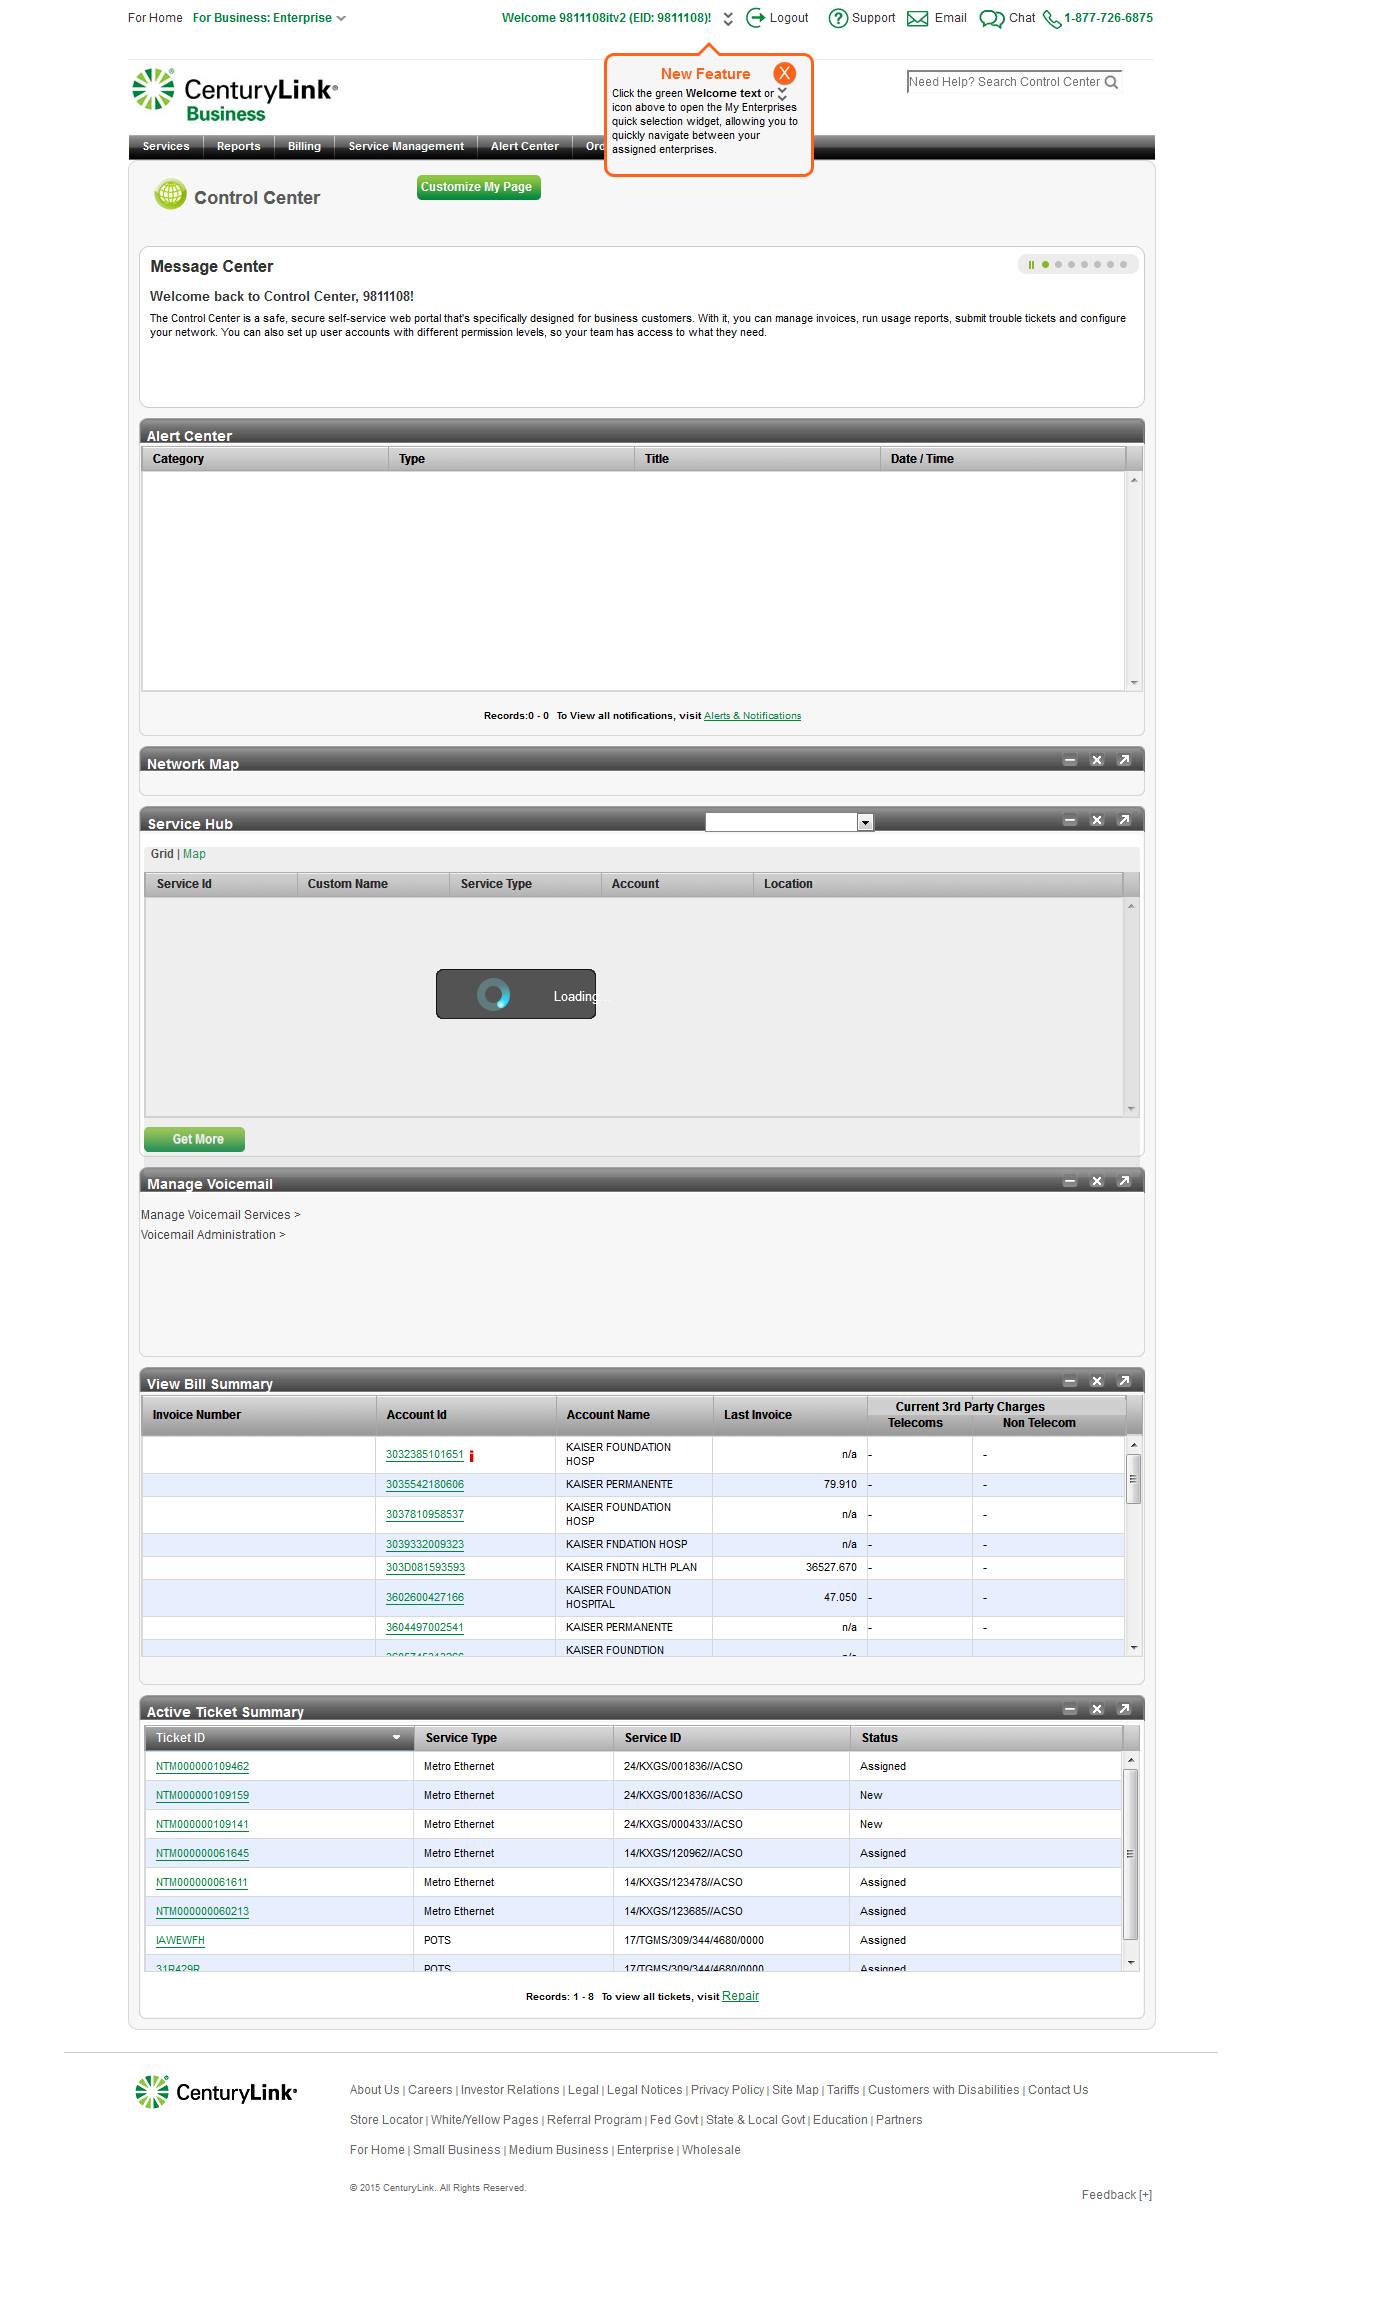 For Home For Business: Enterprise Welcome 9811108itv2 (EID: 9811108)! Logout Support Email Chat 1-877-726-6875
CenturyLink®
Business
New Feature X
Click the green Welcome text or
icon above to open the My Enterprises
quick selection widget, allowing you to
quickly navigate between your
assigned enterprises.
Need Help? Search Control Center
Services Reports Billing Service Management Alert Center
Control Center
Customize My Page
Message Center
Welcome back to Control Center, 9811108!
The Control Center is a safe, secure self-service web portal that's specifically designed for business customers. With it, you can manage invoices, run usage reports, submit trouble tickets and configure
your network. You can also set up user accounts with different permission levels, so your team has access to what they need.
Alert Center
Category Type Title Date / Time
Records:0 - 0 To View all notifications, visit Alerts & Notifications
Network Map
Service Hub
Grid | Map
Service Id Custom Name Service Type Account Location
Loading...
Get More
Manage Voicemail
Manage Voicemail Services >
Voicemail Administration >
View Bill Summary
Invoice Number Account Id Account Name Last Invoice Current 3rd Party Charges
Telecoms Non Telecom
3032385101651 KAISER FOUNDATION HOSP n/a - -
3035542180606 KAISER PERMANENTE 79.910 - -
3037810958537 KAISER FOUNDATION HOSP n/a - -
3039332009323 KAISER FNDATION HOSP n/a - -
303D081593593 KAISER FNDTN HLTH PLAN 36527.670 - -
3602600427166 KAISER FOUNDATION HOSPITAL 47.050 - -
3604497002541 KAISER PERMANENTE n/a - -
KAISER FOUNDTION n/a
Active Ticket Summary
Ticket ID Service Type Service ID Status
NTM000000109462 Metro Ethernet 24/KXGS/001836//ACSO Assigned
NTM000000109159 Metro Ethernet 24/KXGS/001836//ACSO New
NTM000000109141 Metro Ethernet 24/KXGS/000433//ACSO New
NTM000000061645 Metro Ethernet 14/KXGS/120962//ACSO Assigned
NTM000000061611 Metro Ethernet 14/KXGS/123478//ACSO Assigned
NTM000000060213 Metro Ethernet 14/KXGS/123685//ACSO Assigned
IAWEWFH POTS 17/TGMS/309/344/4680/0000 Assigned
31R429R POTS 17/TGMS/309/344/4680/0000 Assigned
Records: 1 - 8 To view all tickets, visit Repair
CenturyLink®
About Us | Careers | Investor Relations | Legal | Legal Notices | Privacy Policy | Site Map | Tariffs | Customers with Disabilities | Contact Us
Store Locator | White/Yellow Pages | Referral Program | Fed Govt | State & Local Govt | Education | Partners
For Home | Small Business | Medium Business | Enterprise | Wholesale
© 2015 CenturyLink. All Rights Reserved.
Feedback [+]